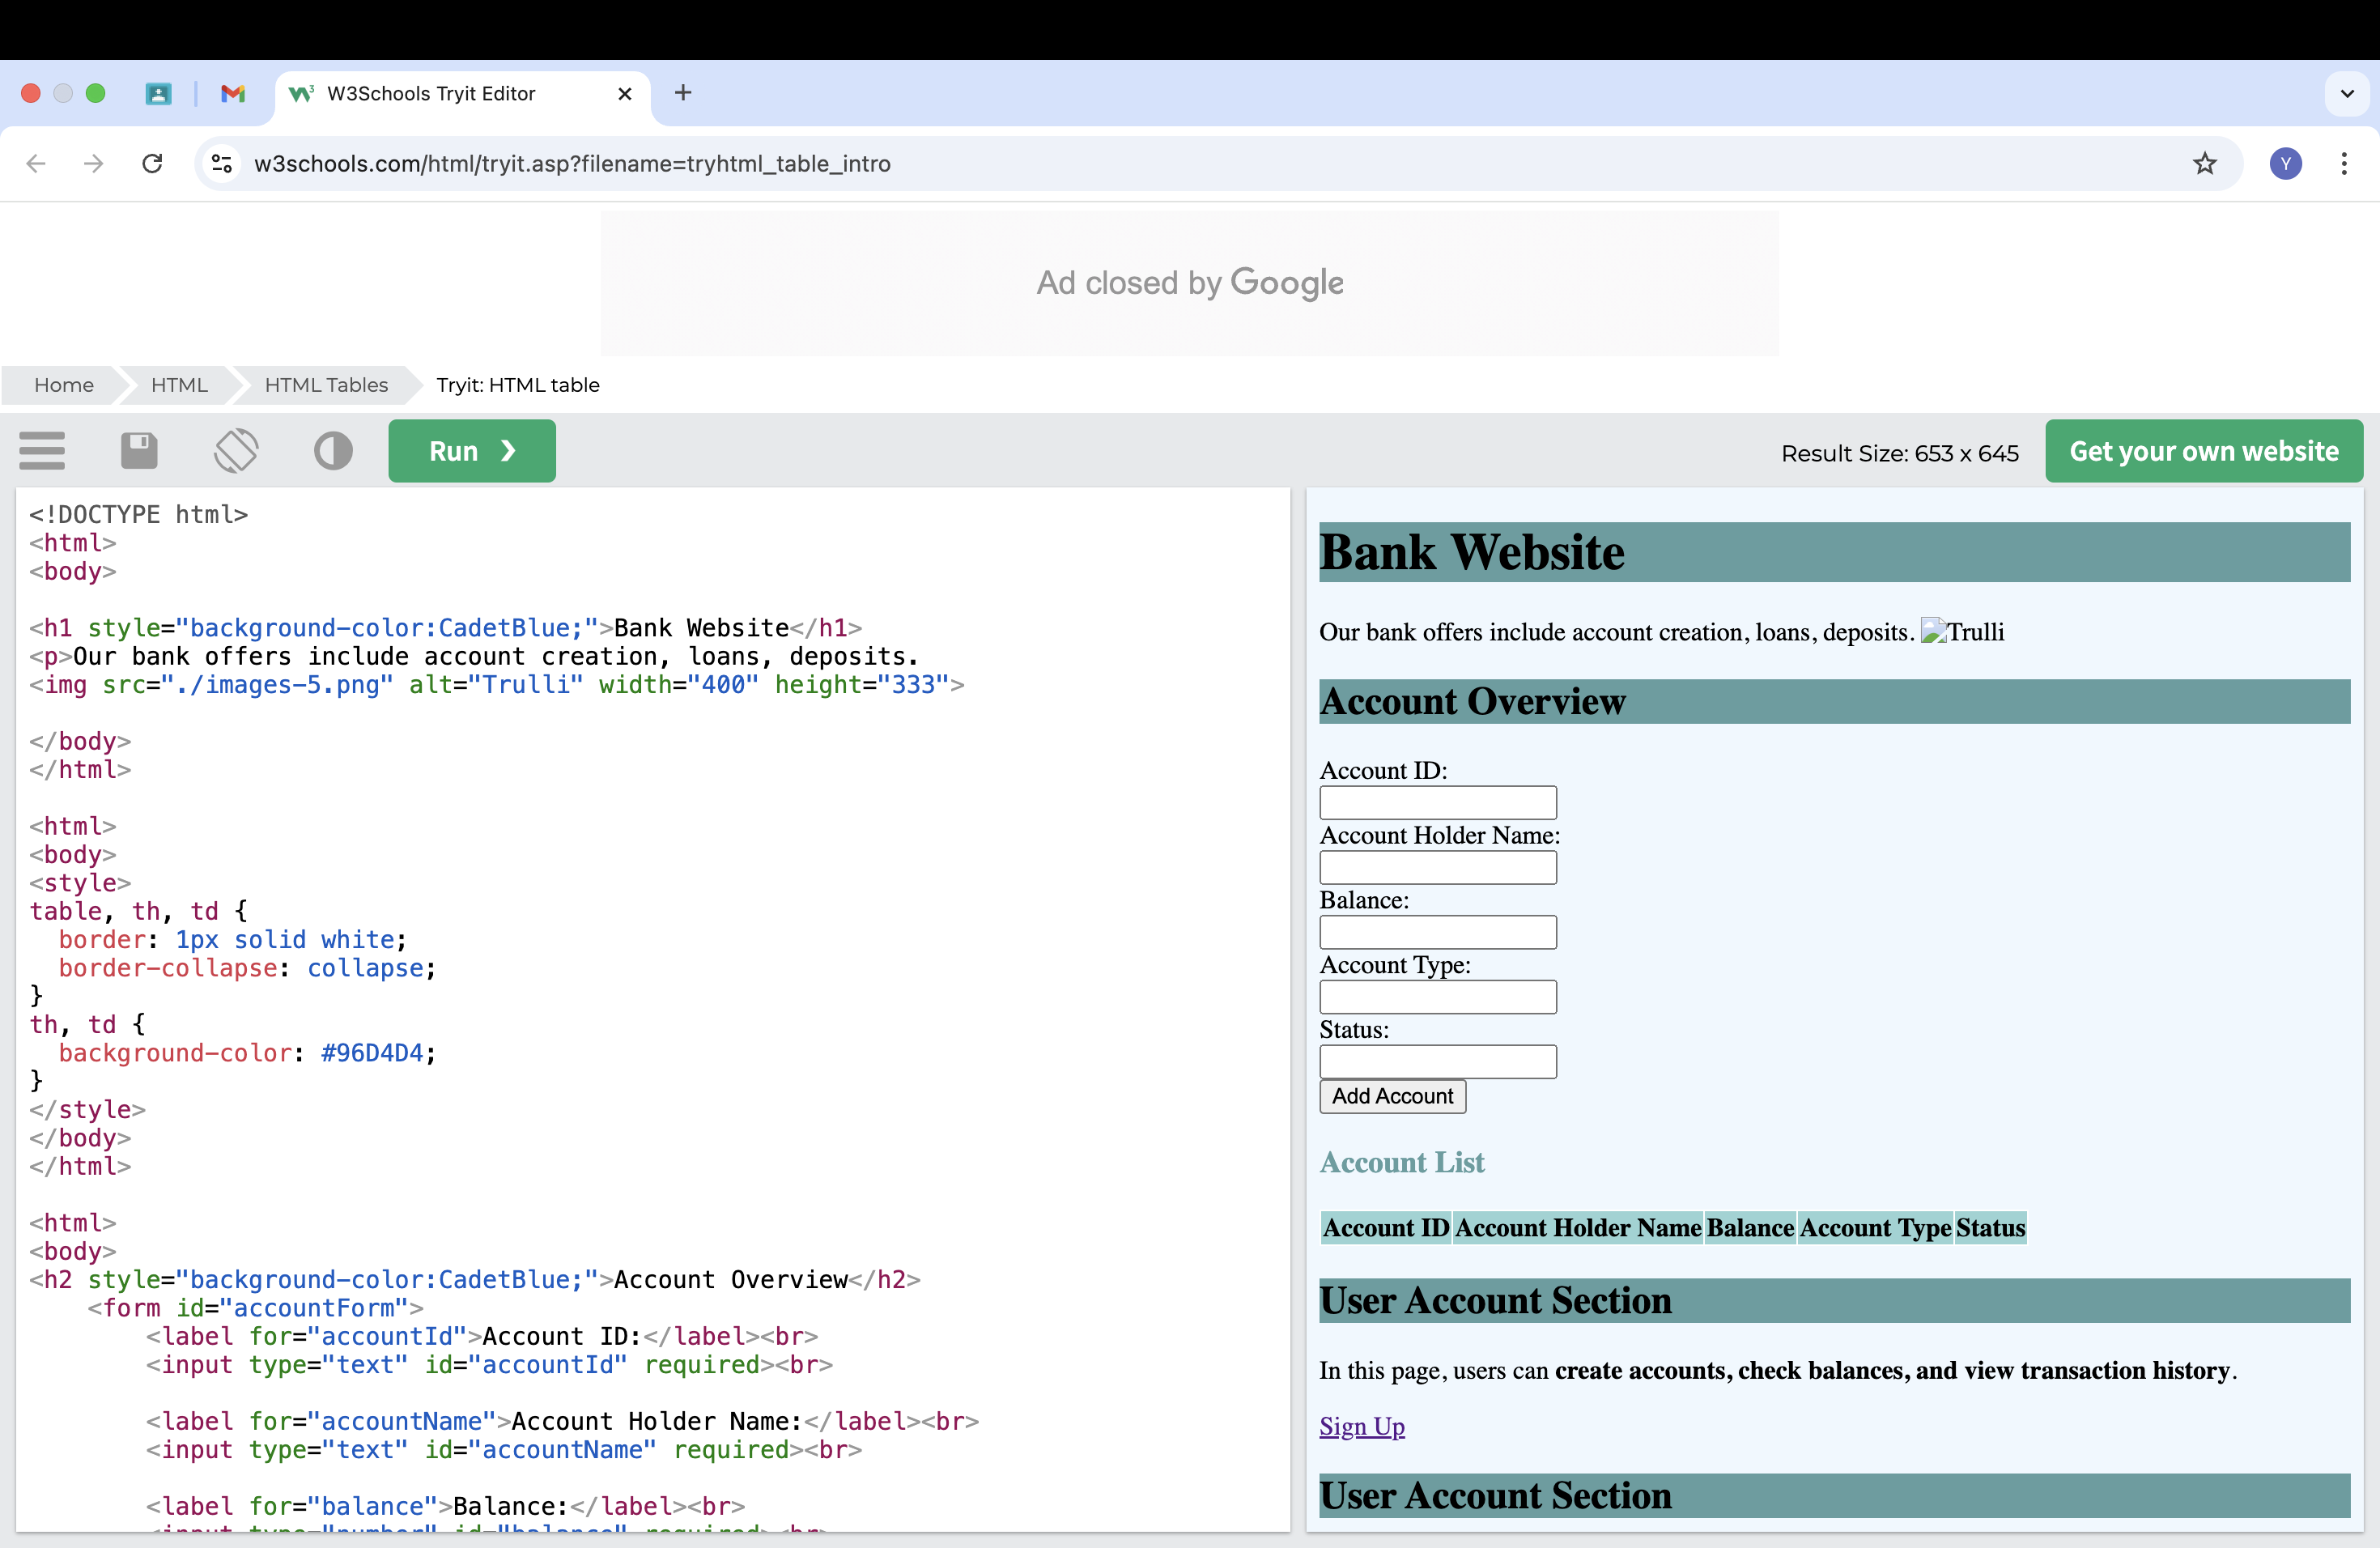 W3Schools Tryit Editor
w3schools.com/html/tryit.asp?filename=tryhtml_table_intro
Y
Ad closed by Google
Home
HTML
HTML Tables
Tryit: HTML table
Run ❯
Result Size: 653 x 645
Get your own website
<!DOCTYPE html>
<html>
<body>
<h1 style="background-color:CadetBlue;">Bank Website</h1>
<p>Our bank offers include account creation, loans, deposits.
<img src="./images-5.png" alt="Trulli" width="400" height="333">
</body>
</html>
<html>
<body>
<style>
table, th, td {
  border: 1px solid white;
  border-collapse: collapse;
}
th, td {
  background-color: #96D4D4;
}
</style>
</body>
</html>
<html>
<body>
<h2 style="background-color:CadetBlue;">Account Overview</h2>
    <form id="accountForm">
        <label for="accountId">Account ID:</label><br>
        <input type="text" id="accountId" required><br>
        <label for="accountName">Account Holder Name:</label><br>
        <input type="text" id="accountName" required><br>
        <label for="balance">Balance:</label><br>
        <input type="number" id="balance" required><br>
Bank Website
Our bank offers include account creation, loans, deposits. Trulli
Account Overview
Account ID:
Account Holder Name:
Balance:
Account Type:
Status:
Add Account
Account List
Account ID Account Holder Name Balance Account Type Status
User Account Section
In this page, users can create accounts, check balances, and view transaction history.
Sign Up
User Account Section